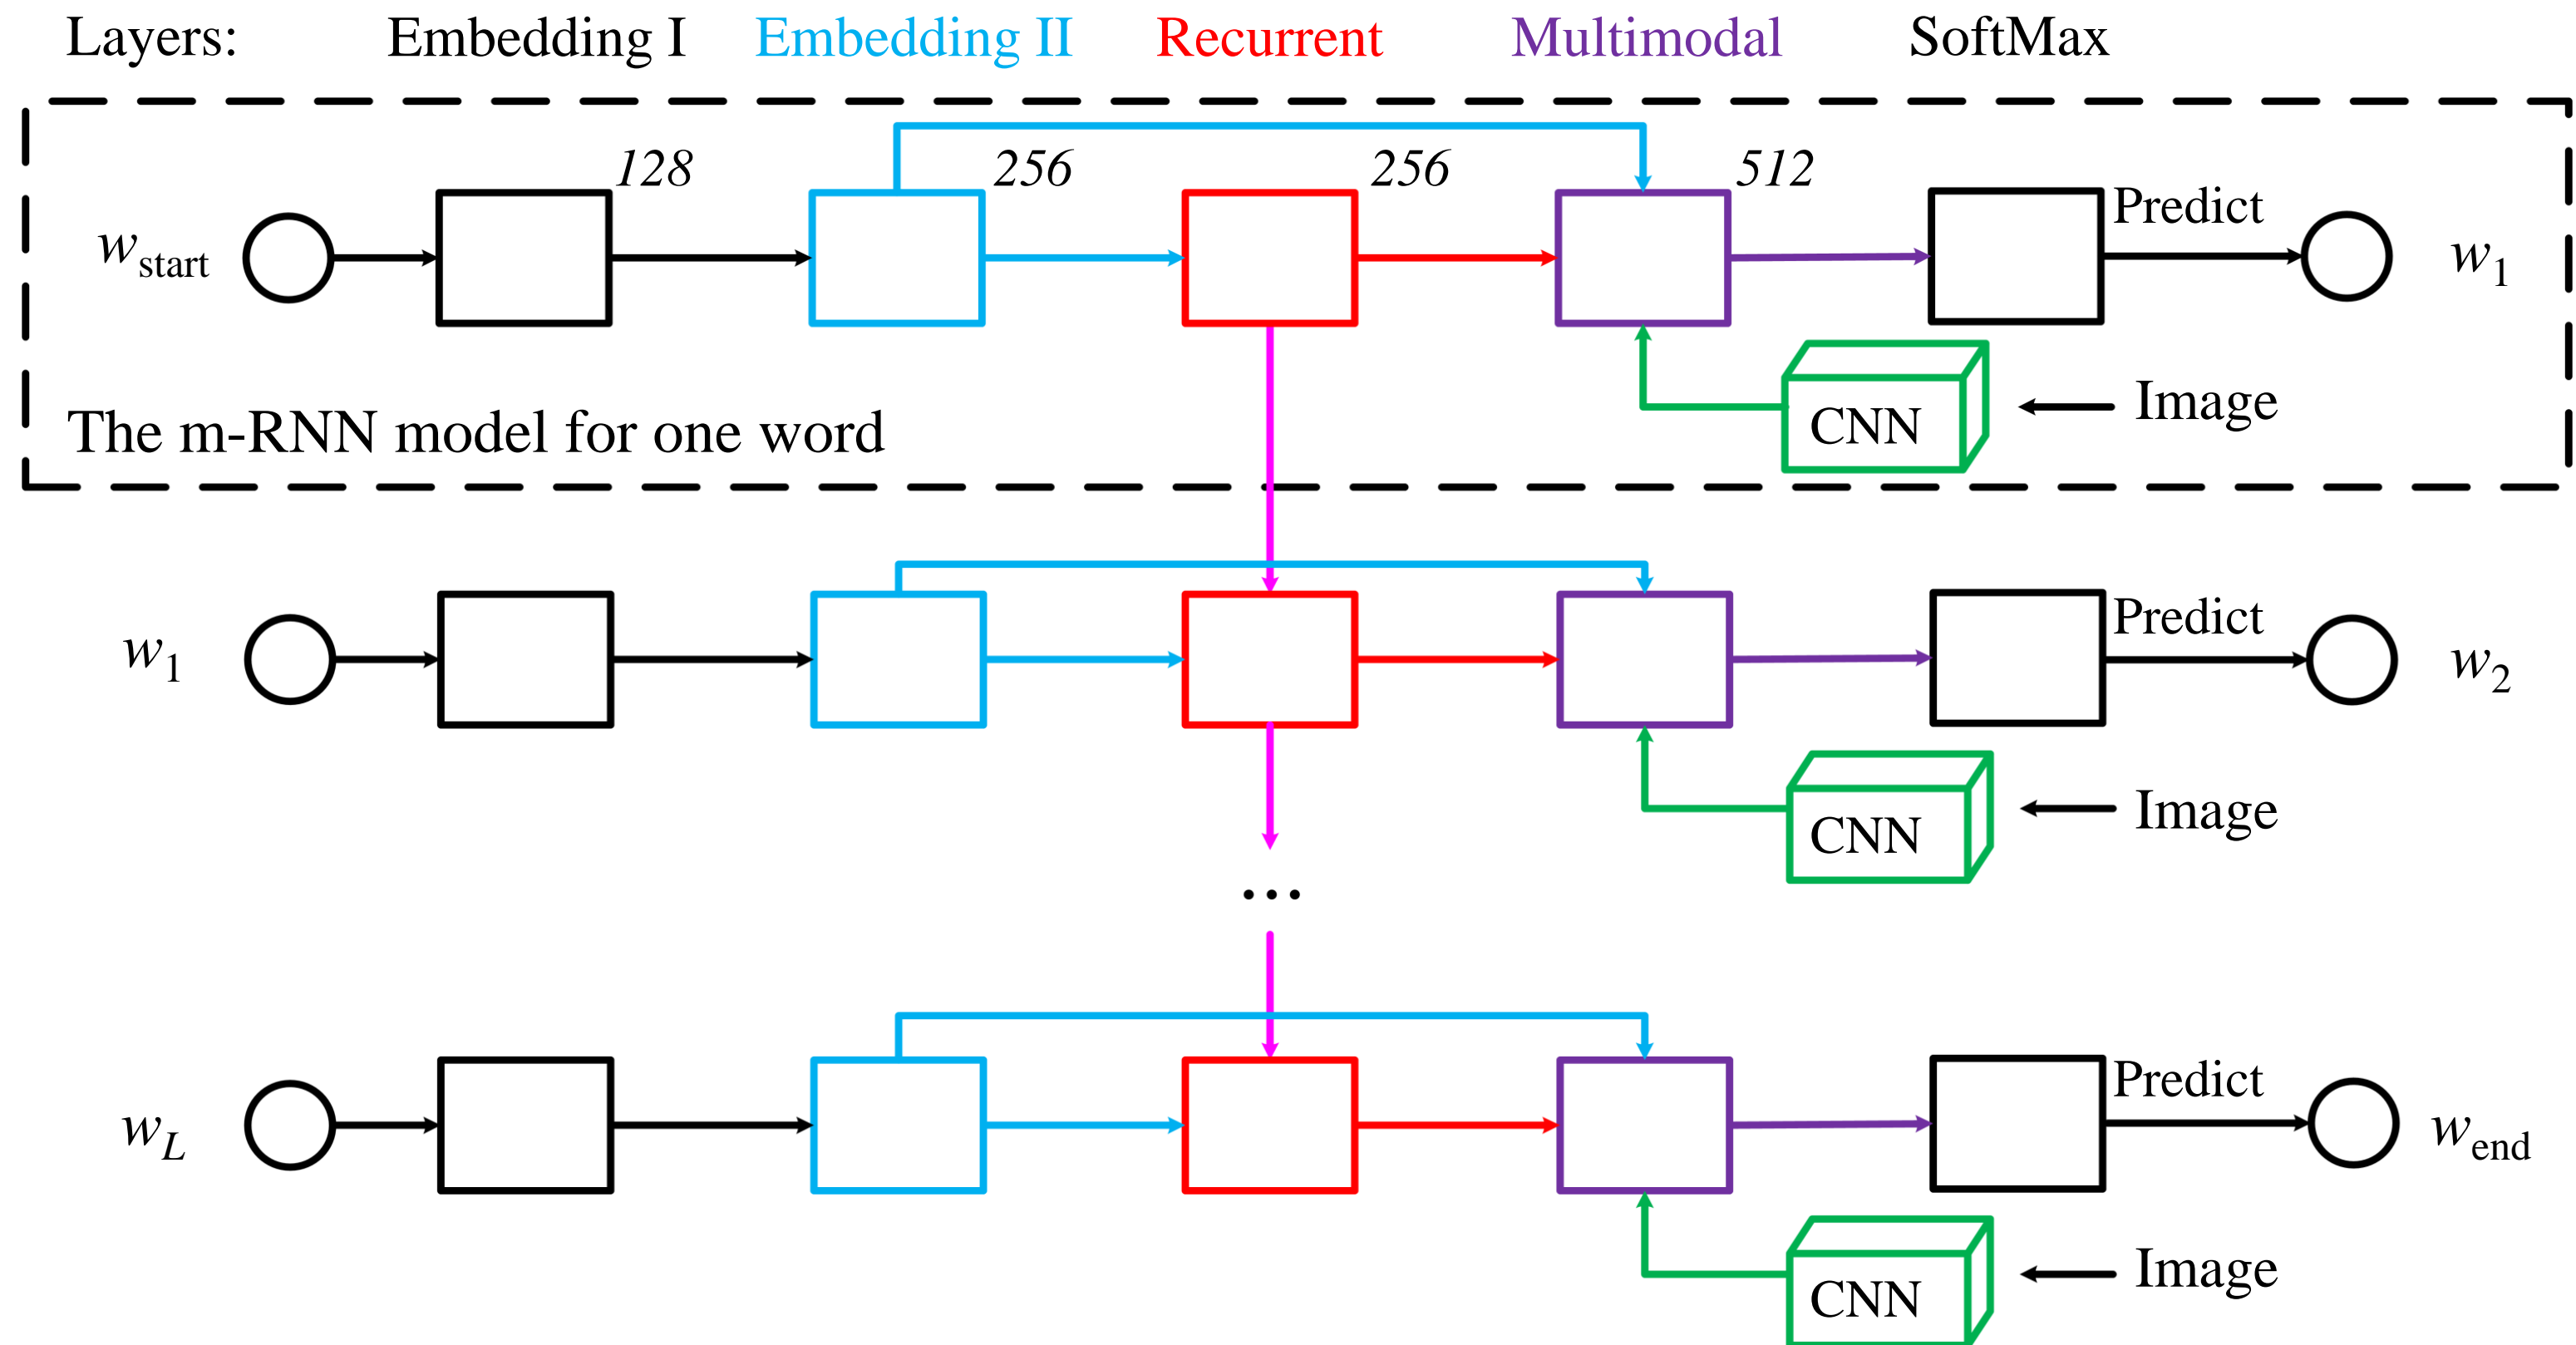 Layers: Embedding I Embedding II Recurrent Multimodal SoftMax
128 256 256 512
w_start Predict w_1
CNN Image
The m-RNN model for one word
w_1 Predict w_2
CNN Image
...
w_L Predict w_end
CNN Image